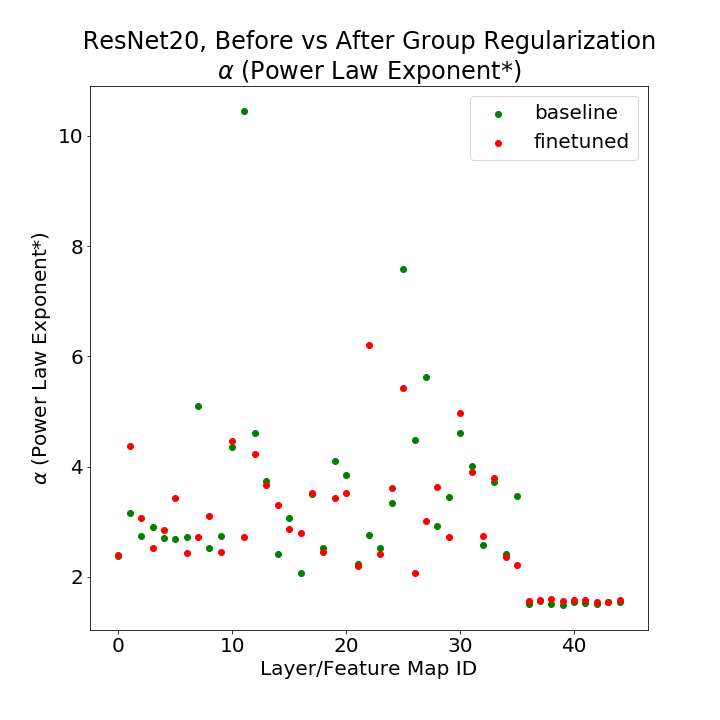 ResNet20, Before vs After Group Regularization
α (Power Law Exponent*)
baseline
finetuned
α (Power Law Exponent*)
10
8
6
4
2
0 10 20 30 40
Layer/Feature Map ID